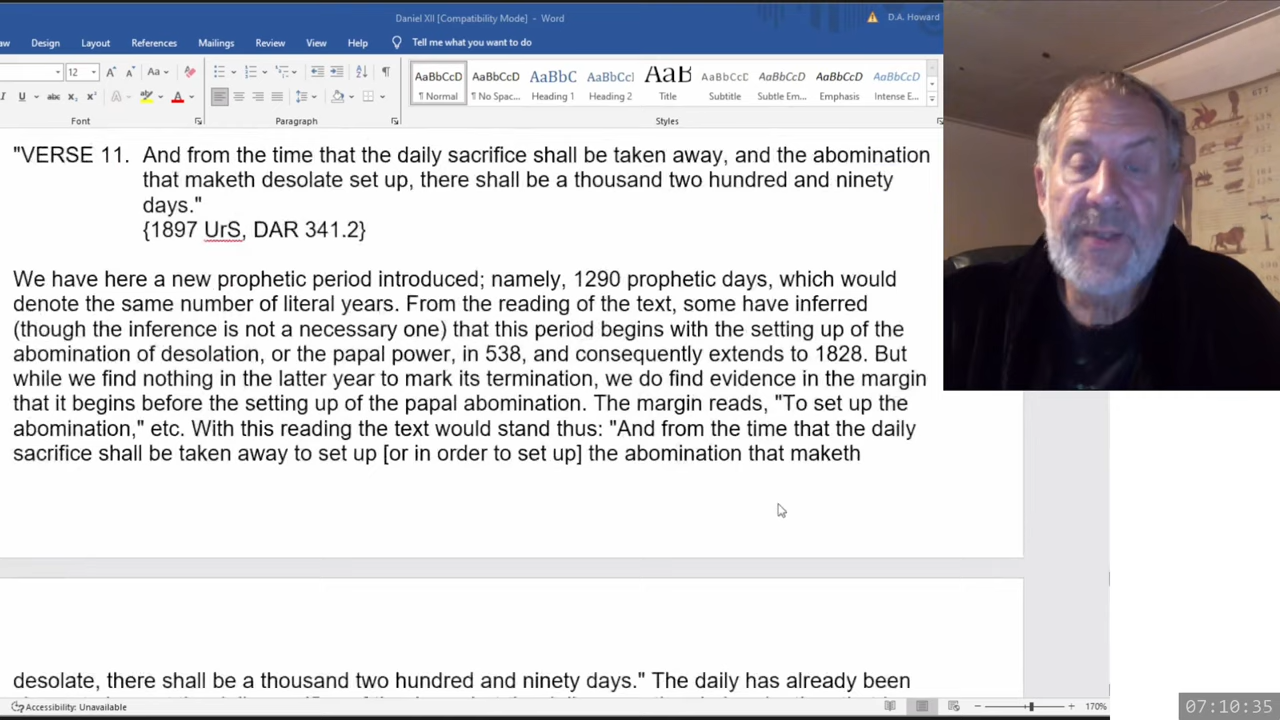 Daniel XII [Compatibility Mode] - Word
D.A. Howard
aw Design Layout References Mailings Review View Help Tell me what you want to do
12 Aa
AaBbCcD AaBbCcD AaBbC AaBbCcI AaB AaBbCcC AaBbCcD AaBbCcD AaBbCcD
¶ Normal ¶ No Spac... Heading 1 Heading 2 Title Subtitle Subtle Em... Emphasis Intense E...
Font Paragraph Styles
"VERSE 11. And from the time that the daily sacrifice shall be taken away, and the abomination
that maketh desolate set up, there shall be a thousand two hundred and ninety
days."
{1897 UrS, DAR 341.2}
We have here a new prophetic period introduced; namely, 1290 prophetic days, which would
denote the same number of literal years. From the reading of the text, some have inferred
(though the inference is not a necessary one) that this period begins with the setting up of the
abomination of desolation, or the papal power, in 538, and consequently extends to 1828. But
while we find nothing in the latter year to mark its termination, we do find evidence in the margin
that it begins before the setting up of the papal abomination. The margin reads, "To set up the
abomination," etc. With this reading the text would stand thus: "And from the time that the daily
sacrifice shall be taken away to set up [or in order to set up] the abomination that maketh
desolate, there shall be a thousand two hundred and ninety days." The daily has already been
Accessibility: Unavailable
170%
07:10:35